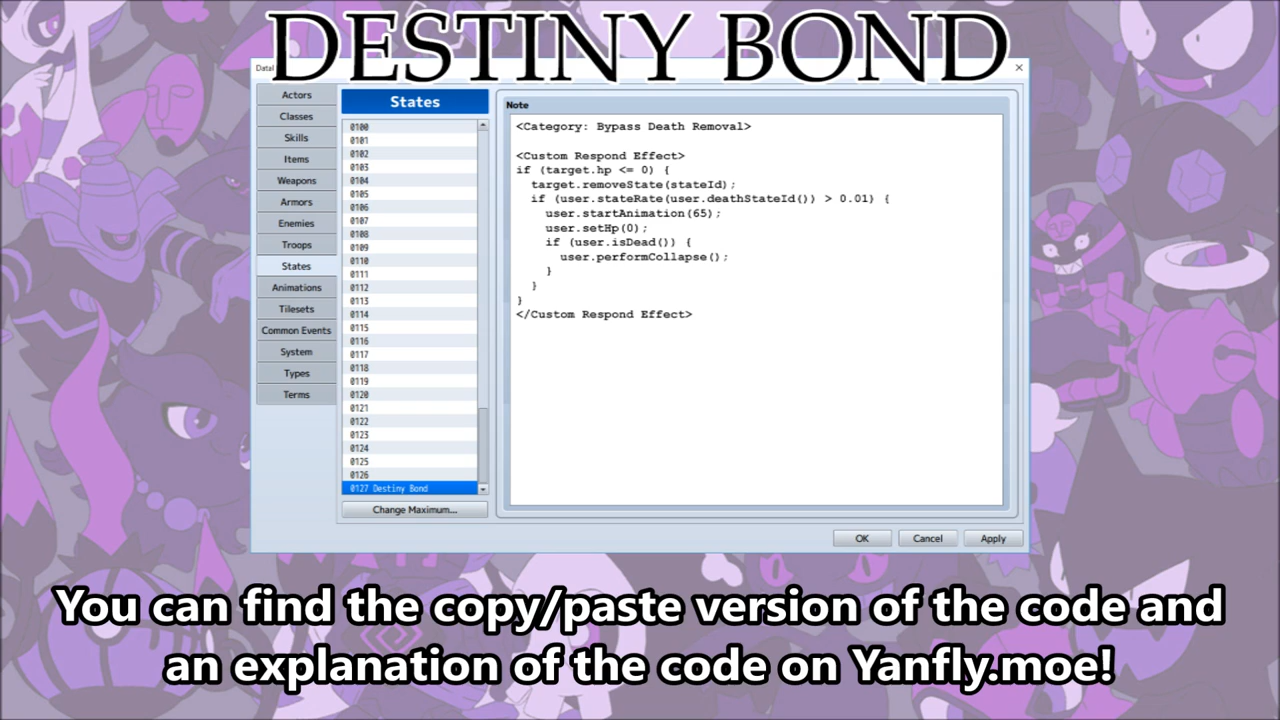 DESTINY BOND
Actors
Classes
Skills
Items
Weapons
Armors
Enemies
Troops
States
Animations
Tilesets
Common Events
System
Types
Terms
States
0100
0101
0102
0103
0104
0105
0106
0107
0108
0109
0110
0111
0112
0113
0114
0115
0116
0117
0118
0119
0120
0121
0122
0123
0124
0125
0126
0127 Destiny Bond
Change Maximum...
Note
<Category: Bypass Death Removal>
<Custom Respond Effect>
if (target.hp <= 0) {
target.removeState(stateId);
if (user.stateRate(user.deathStateId()) > 0.01) {
user.startAnimation(65);
user.setHp(0);
if (user.isDead()) {
user.performCollapse();
}
}
}
</Custom Respond Effect>
OK Cancel Apply
You can find the copy/paste version of the code and
an explanation of the code on Yanfly.moe!